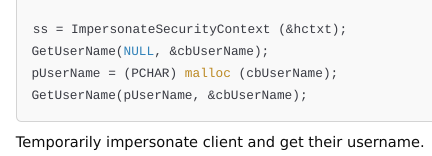 ss = ImpersonateSecurityContext (&hctxt);
GetUserName(NULL, &cbUserName);
pUserName = (PCHAR) malloc (cbUserName);
GetUserName(pUserName, &cbUserName);
Temporarily impersonate client and get their username.